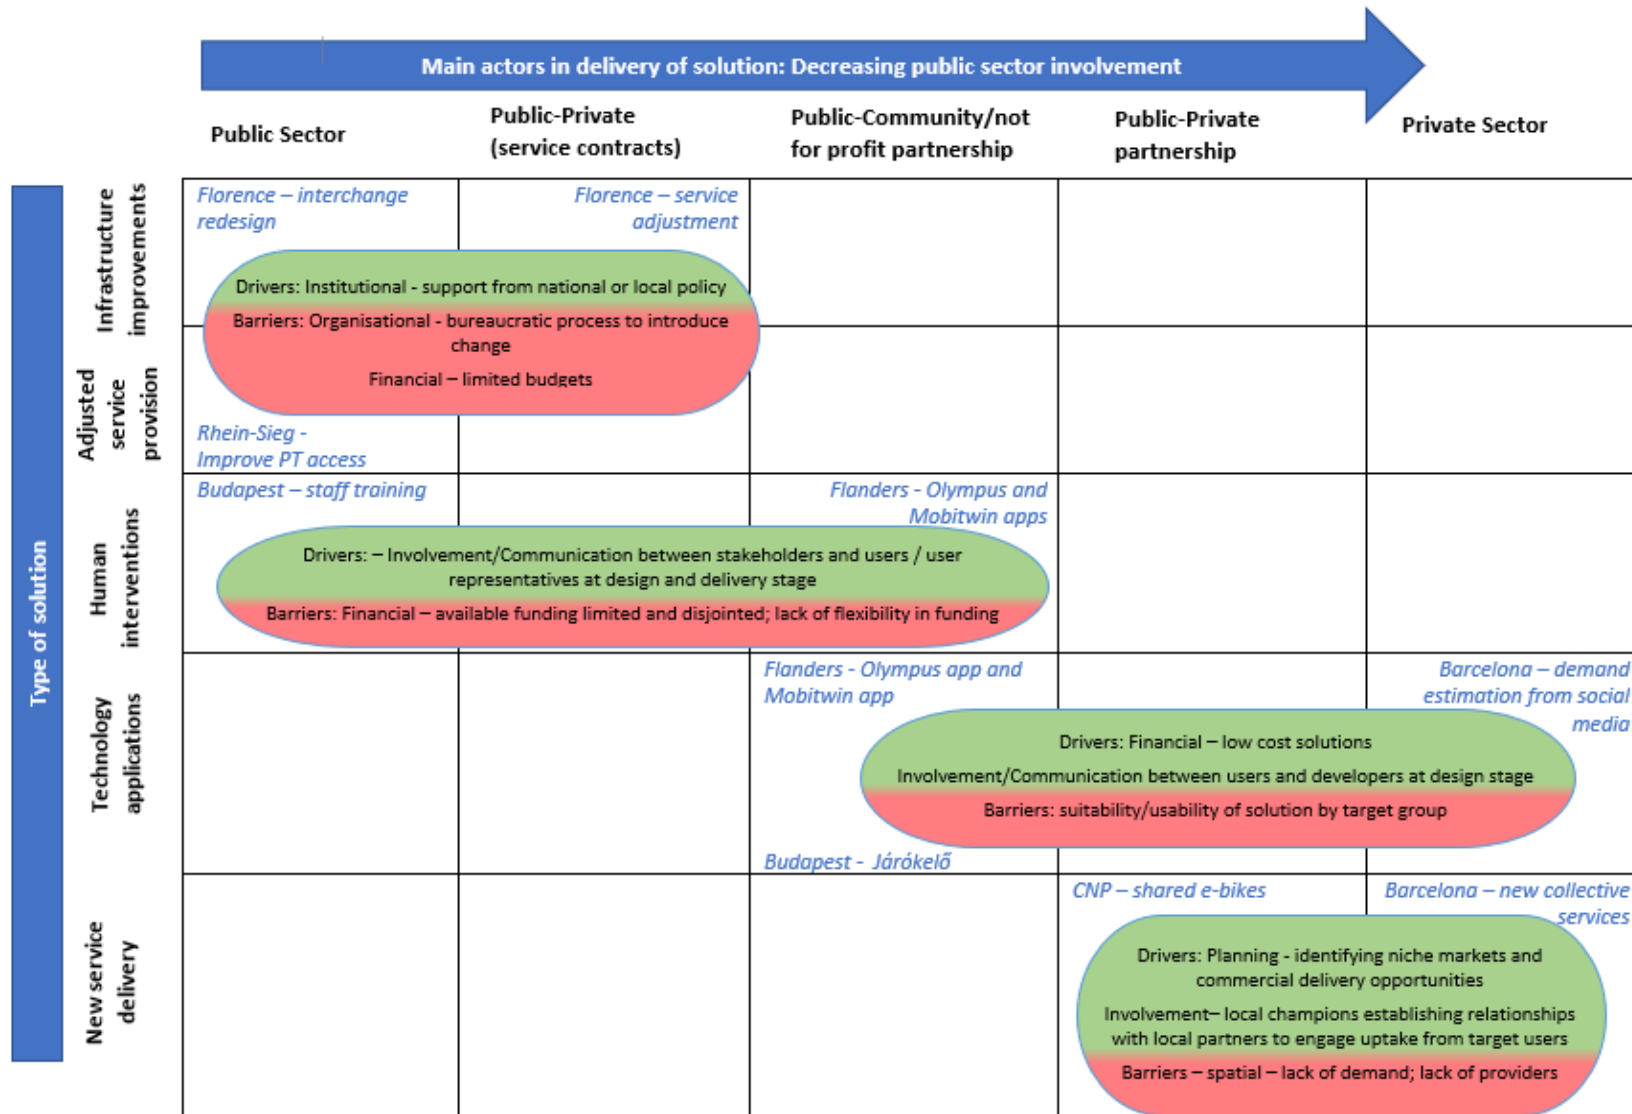 Main actors in delivery of solution: Decreasing public sector involvement
Public Sector
Public-Private
(service contracts)
Public-Community/not
for profit partnership
Public-Private
partnership
Private Sector
Type of solution
Infrastructure
improvements
Florence – interchange
redesign
Florence – service
adjustment
Drivers: Institutional - support from national or local policy
Barriers: Organisational - bureaucratic process to introduce
change
Financial – limited budgets
Adjusted
service
provision
Rhein-Sieg -
Improve PT access
Human
interventions
Budapest – staff training
Flanders - Olympus and
Mobitwin apps
Drivers: – Involvement/Communication between stakeholders and users / user
representatives at design and delivery stage
Barriers: Financial – available funding limited and disjointed; lack of flexibility in funding
Technology
applications
Flanders - Olympus app and
Mobitwin app
Barcelona – demand
estimation from social
media
Drivers: Financial – low cost solutions
Involvement/Communication between users and developers at design stage
Barriers: suitability/usability of solution by target group
Budapest - Járókelő
New service
delivery
CNP – shared e-bikes
Barcelona – new collective
services
Drivers: Planning - identifying niche markets and
commercial delivery opportunities
Involvement– local champions establishing relationships
with local partners to engage uptake from target users
Barriers – spatial – lack of demand; lack of providers